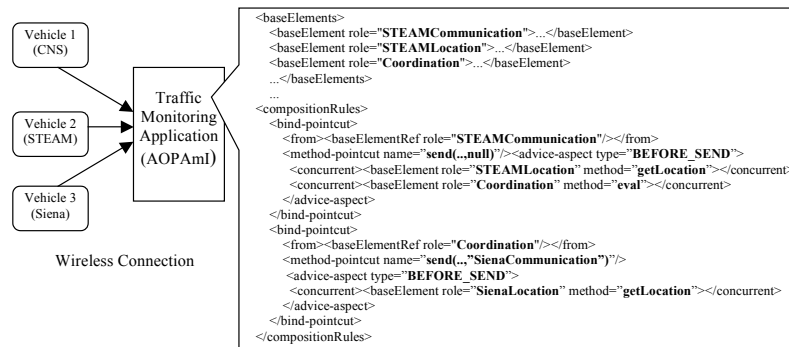 Vehicle 1
(CNS)
Vehicle 2
(STEAM)
Vehicle 3
(Siena)
Traffic
Monitoring
Application
(AOPAmI)
Wireless Connection
<baseElements>
<baseElement role="STEAMCommunication">...</baseElement>
<baseElement role="STEAMLocation">...</baseElement>
<baseElement role="Coordination">...</baseElement>
...</baseElements>
...
<compositionRules>
<bind-pointcut>
<from><baseElementRef role="STEAMCommunication"/></from>
<method-pointcut name="send(..,null)"/><advice-aspect type="BEFORE_SEND">
<concurrent><baseElement role="STEAMLocation" method="getLocation"></concurrent>
<concurrent><baseElement role="Coordination" method="eval"></concurrent>
</advice-aspect>
</bind-pointcut>
<bind-pointcut>
<from><baseElementRef role="Coordination"/></from>
<method-pointcut name="send(..,"SienaCommunication")"/>
<advice-aspect type="BEFORE_SEND">
<concurrent><baseElement role="SienaLocation" method="getLocation"></concurrent>
</advice-aspect>
</bind-pointcut>
</compositionRules>